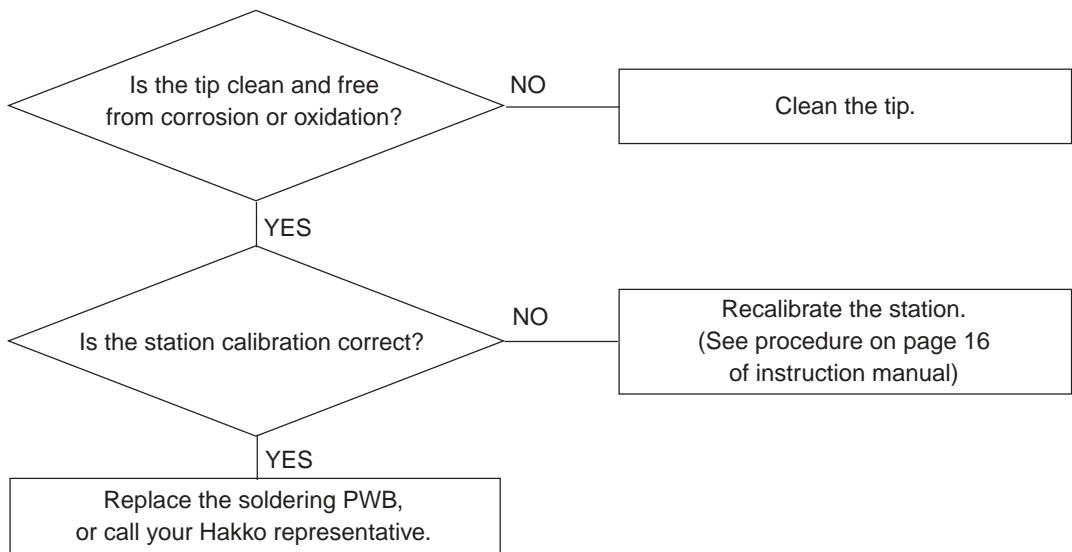 Is the tip clean and free
from corrosion or oxidation?
NO
Clean the tip.
YES
Is the station calibration correct?
NO
Recalibrate the station.
(See procedure on page 16
of instruction manual)
YES
Replace the soldering PWB,
or call your Hakko representative.